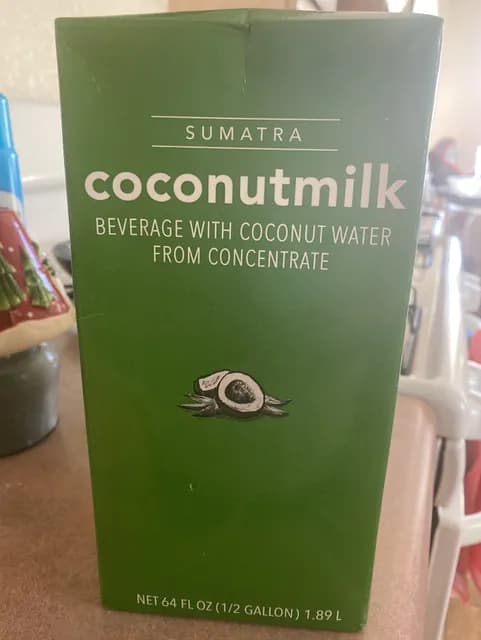 SUMATRA
coconutmilk
BEVERAGE WITH COCONUT WATER
FROM CONCENTRATE
NET 64 FL OZ (1/2 GALLON) 1.89 L